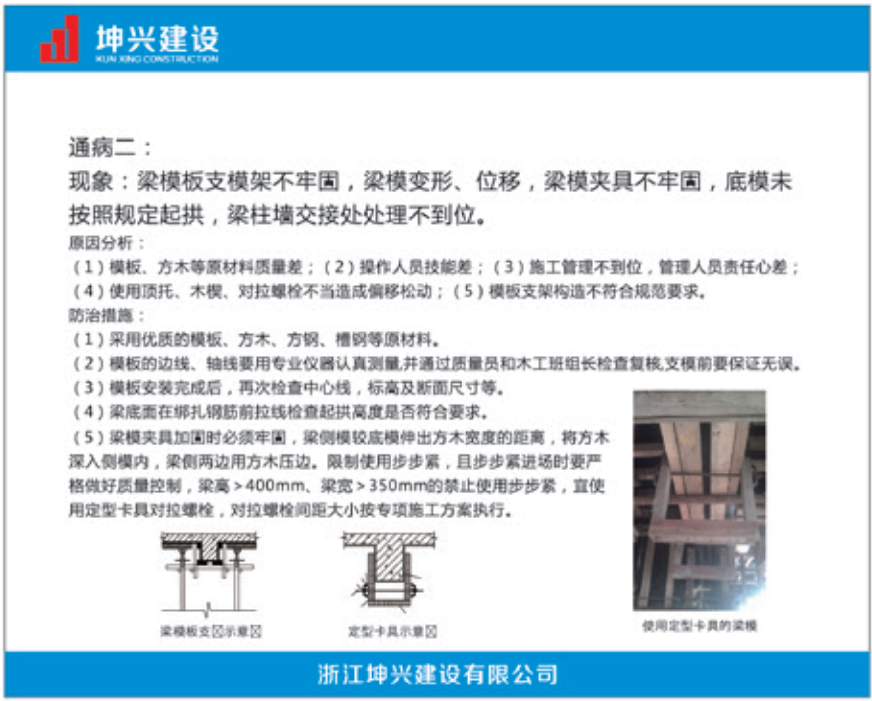 坤兴建设
KUN XING CONSTRUCTION
通病二：
现象：梁模板支模架不牢固，梁模变形、位移，梁模夹具不牢固，底模未
按照规定起拱，梁柱墙交接处处理不到位。
原因分析：
（1）模板、方木等原材料质量差；（2）操作人员技能差；（3）施工管理不到位，管理人员责任心差；
（4）使用顶托、木楔、对拉螺栓不当造成偏移松动；（5）模板支架构造不符合规范要求。
防治措施：
（1）采用优质的模板、方木、方钢、槽钢等原材料。
（2）模板的边线、轴线要用专业仪器认真测量,并通过质量员和木工班组长检查复核,支模前要保证无误。
（3）模板安装完成后，再次检查中心线，标高及断面尺寸等。
（4）梁底面在绑扎钢筋前拉线检查起拱高度是否符合要求。
（5）梁模夹具加固时必须牢固，梁侧模较底模伸出方木宽度的距离，将方木
深入侧模内，梁侧两边用方木压边。限制使用步步紧，且步步紧进场时要严
格做好质量控制，梁高＞400mm、梁宽＞350mm的禁止使用步步紧，宜使
用定型卡具对拉螺栓，对拉螺栓间距大小按专项施工方案执行。
梁模板支示意
定型卡具示意
使用定型卡具的梁模
浙江坤兴建设有限公司